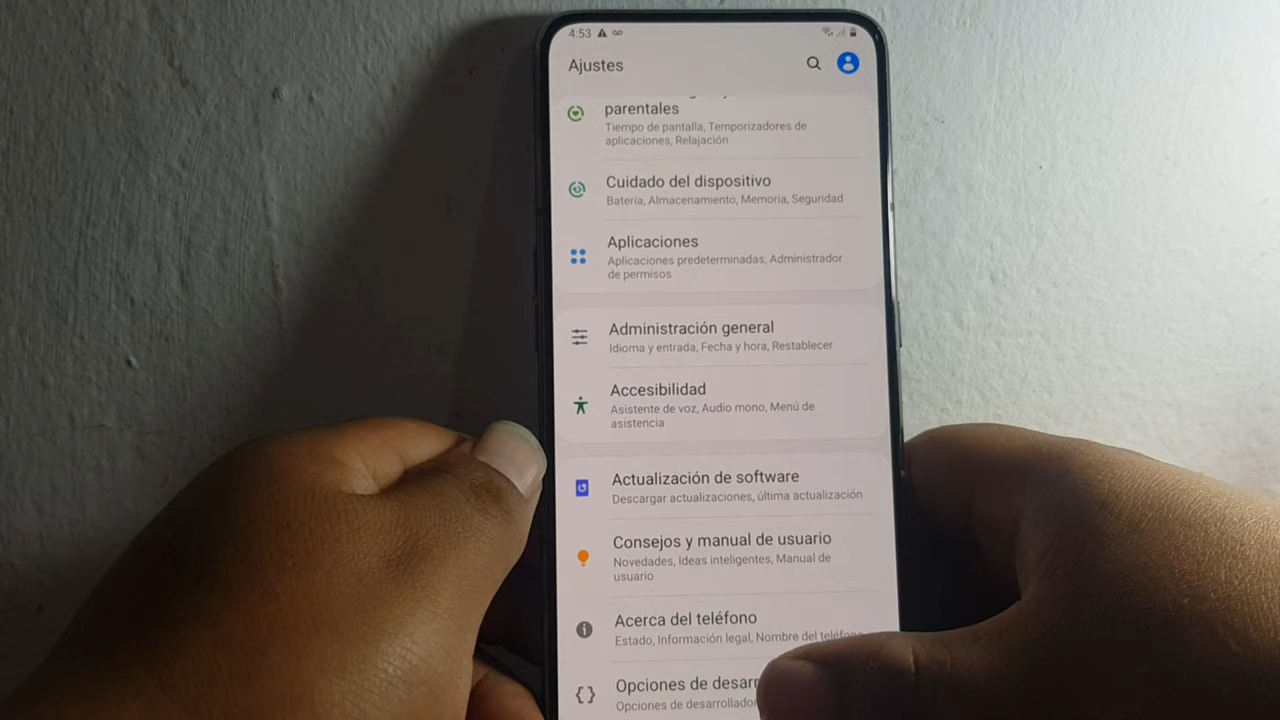 4:53
Ajustes
parentales
Tiempo de pantalla, Temporizadores de
aplicaciones, Relajación
Cuidado del dispositivo
Batería, Almacenamiento, Memoria, Seguridad
Aplicaciones
Aplicaciones predeterminadas, Administrador
de permisos
Administración general
Idioma y entrada, Fecha y hora, Restablecer
Accesibilidad
Asistente de voz, Audio mono, Menú de
asistencia
Actualización de software
Descargar actualizaciones, última actualización
Consejos y manual de usuario
Novedades, Ideas inteligentes, Manual de
usuario
Acerca del teléfono
Estado, Información legal, Nombre del teléfono
Opciones de desarr
Opciones de desarrollador